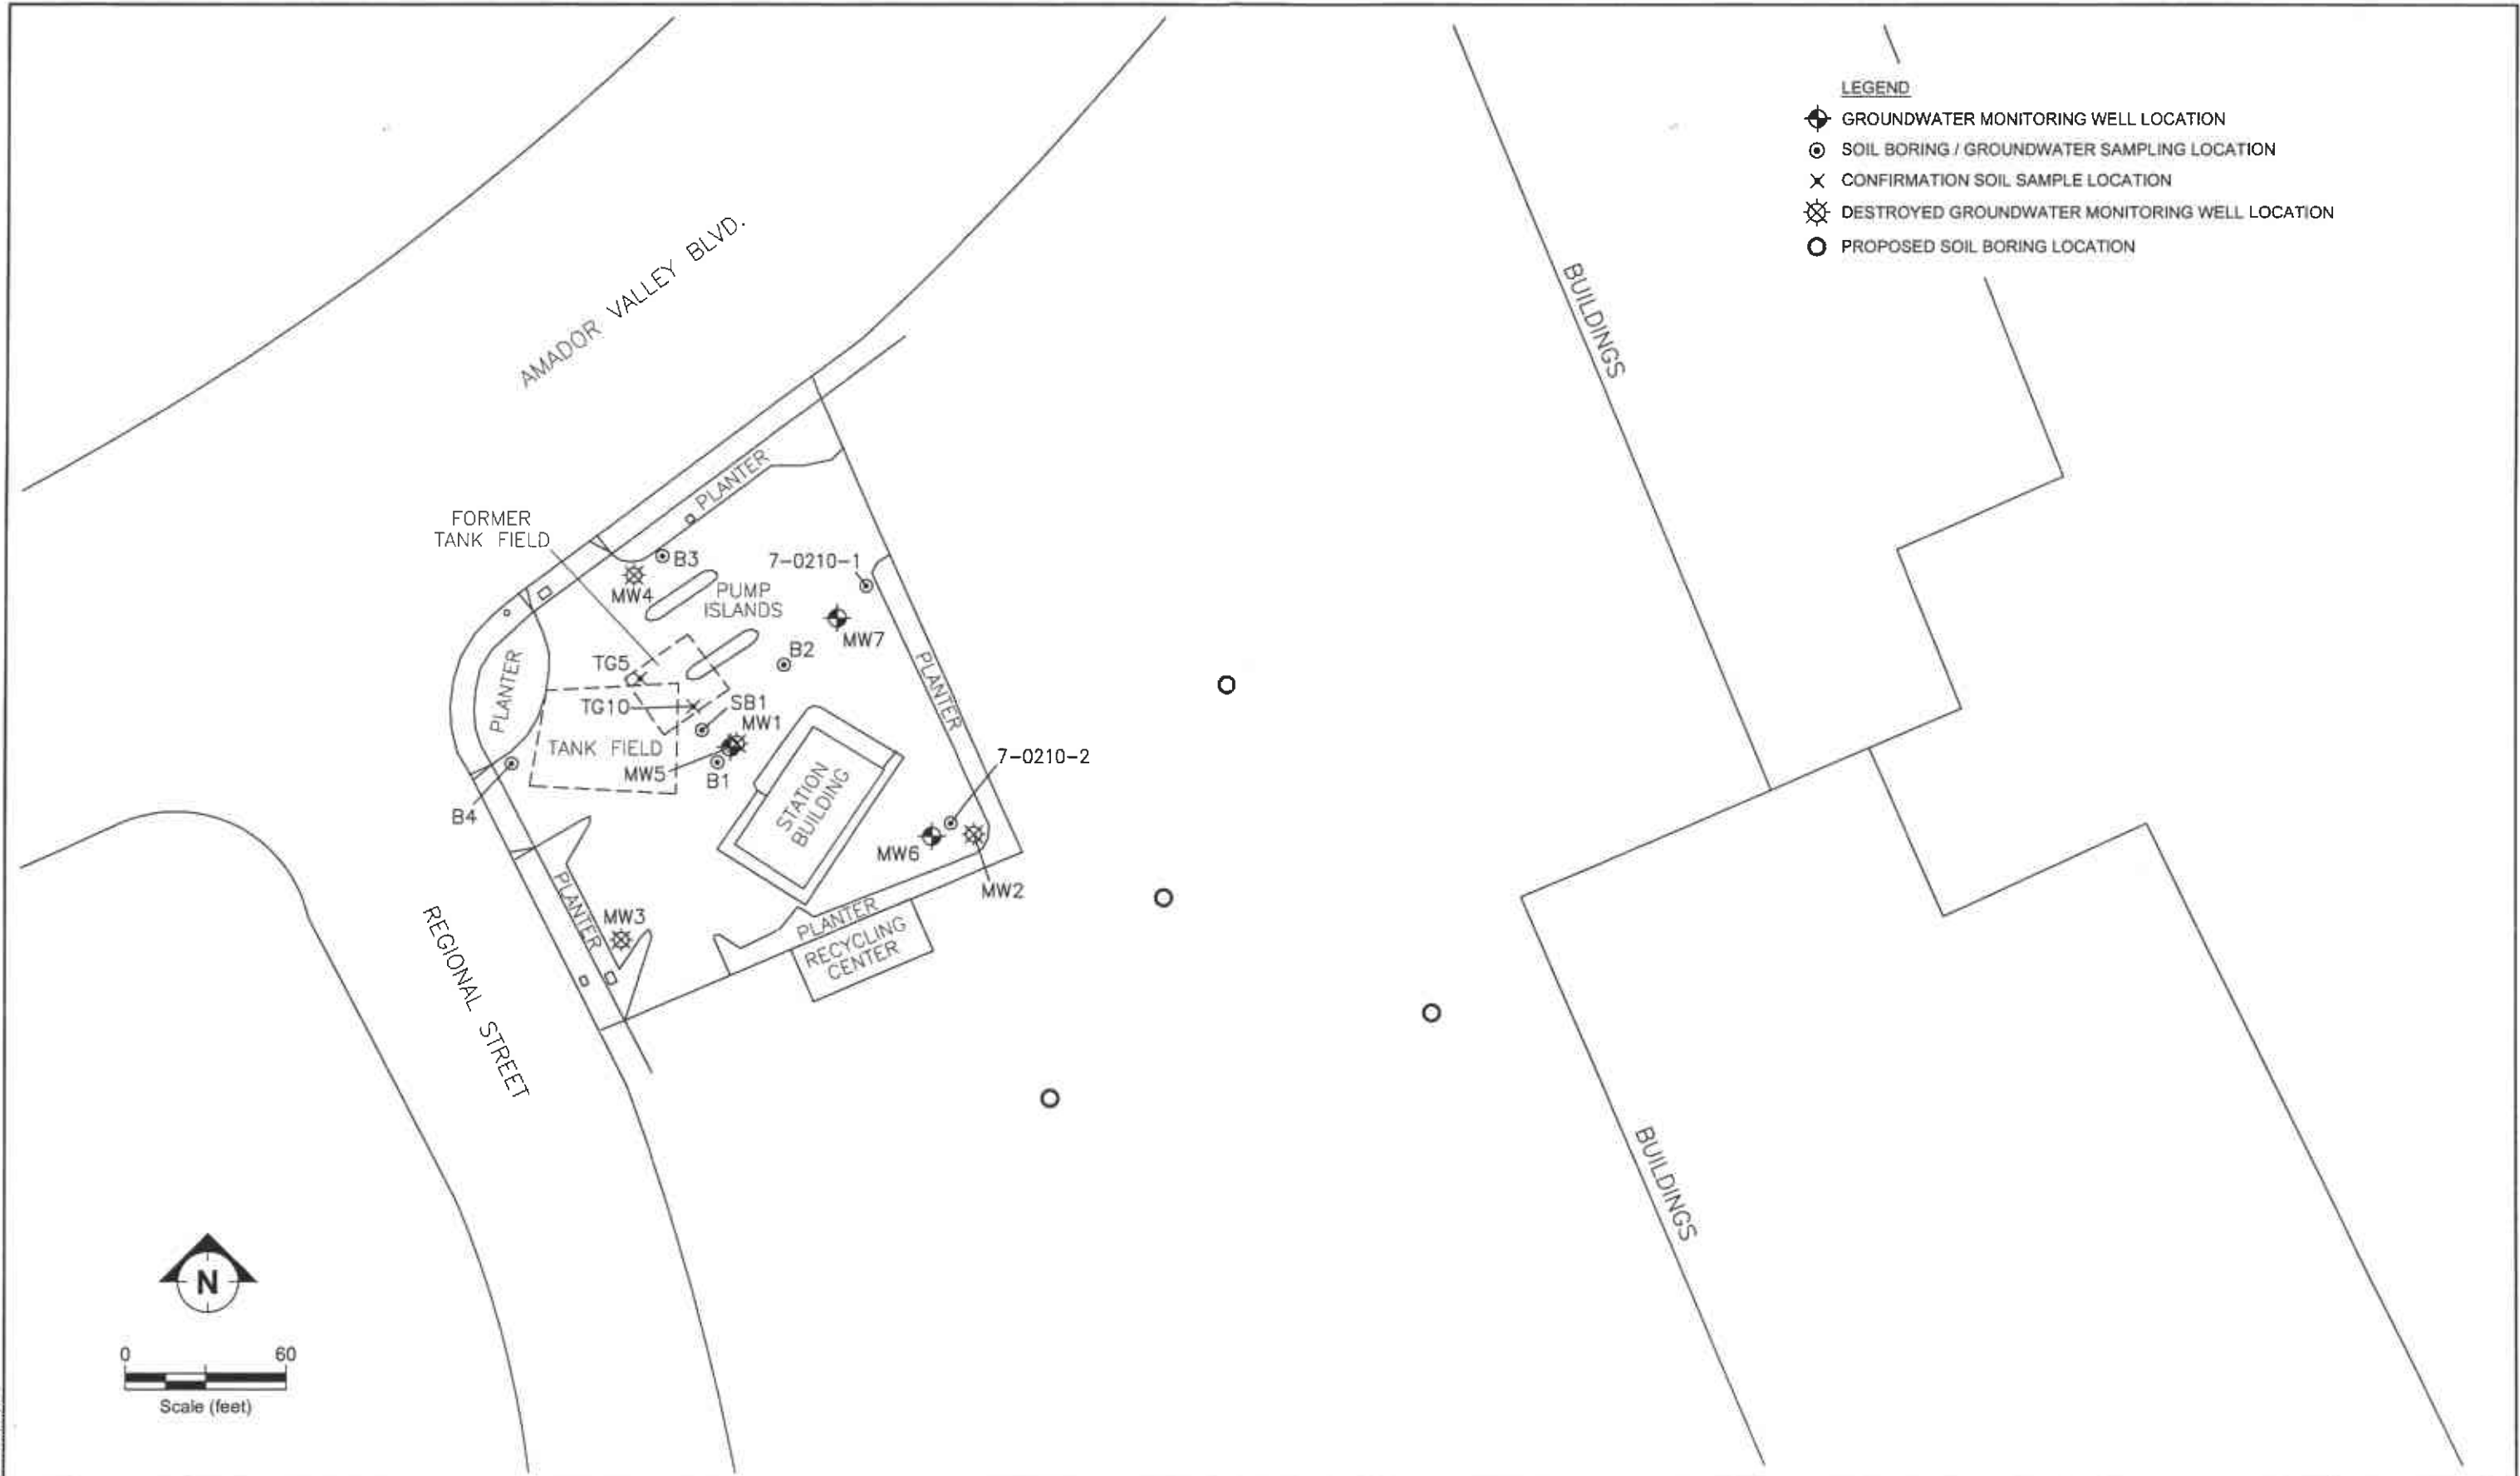 LEGEND
GROUNDWATER MONITORING WELL LOCATION
SOIL BORING / GROUNDWATER SAMPLING LOCATION
CONFIRMATION SOIL SAMPLE LOCATION
DESTROYED GROUNDWATER MONITORING WELL LOCATION
PROPOSED SOIL BORING LOCATION
AMADOR VALLEY BLVD.
BUILDINGS
PLANTER
FORMER
TANK FIELD
B3
7-0210-1
MW4
PUMP
ISLANDS
MW7
B2
TG5
PLANTER
PLANTER
TG10
SB1
MW1
TANK FIELD
MW5
B1
7-0210-2
STATION
BUILDING
B4
MW6
MW2
PLANTER
MW3
PLANTER
RECYCLING
CENTER
REGIONAL STREET
BUILDINGS
N
0 60
Scale (feet)